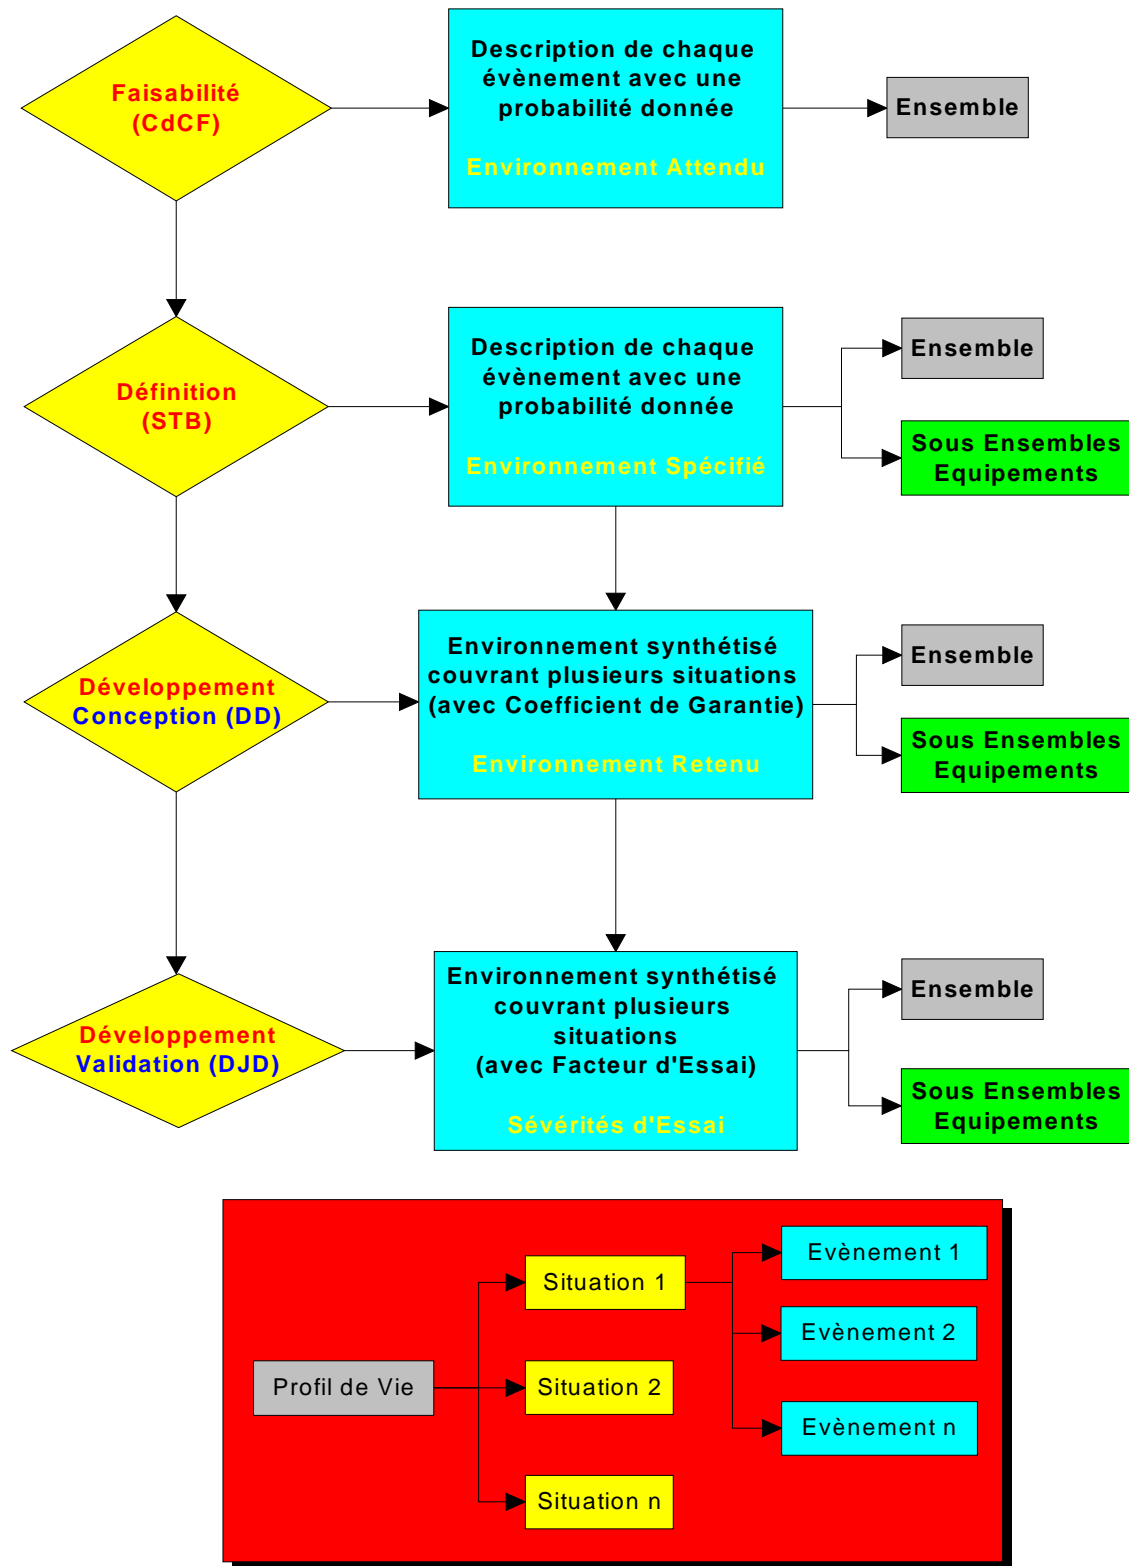 Faisabilité
(CdCF)
Description de chaque
évènement avec une
probabilité donnée
Environnement Attendu
Ensemble
Définition
(STB)
Description de chaque
évènement avec une
probabilité donnée
Environnement Spécifié
Ensemble
Sous Ensembles
Equipements
Développement
Conception (DD)
Environnement synthétisé
couvrant plusieurs situations
(avec Coefficient de Garantie)
Environnement Retenu
Ensemble
Sous Ensembles
Equipements
Développement
Validation (DJD)
Environnement synthétisé
couvrant plusieurs
situations
(avec Facteur d'Essai)
Sévérités d'Essai
Ensemble
Sous Ensembles
Equipements
Profil de Vie
Situation 1
Situation 2
Situation n
Evènement 1
Evènement 2
Evènement n